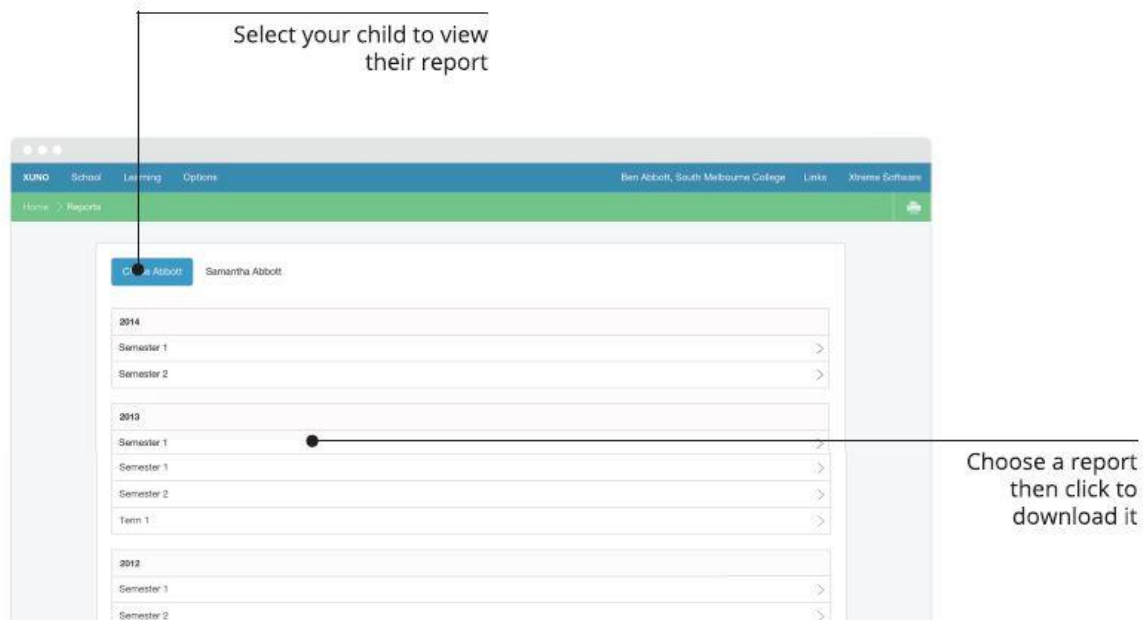 Select your child to view
their report
XUNO School Learning Options Ben Abbott, South Melbourne College Links Xtreme Software
Home > Reports
Abbott Samantha Abbott
2014
Semester 1
Semester 2
2013
Semester 1
Semester 1
Semester 2
Term 1
Choose a report
then click to
download it
2012
Semester 1
Semester 2